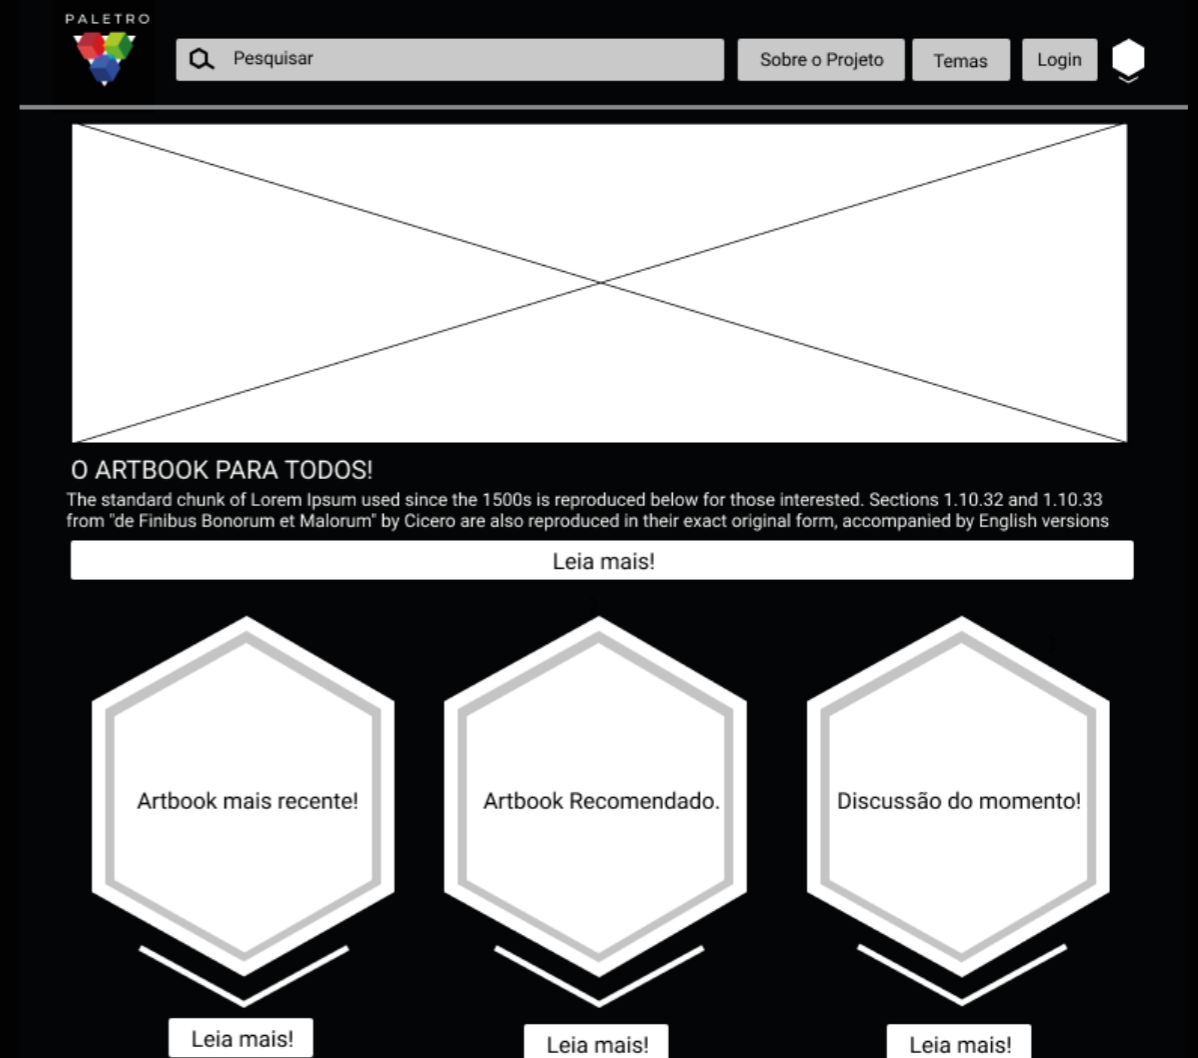 PALETRO
Pesquisar
Sobre o Projeto
Temas
Login
O ARTBOOK PARA TODOS!
The standard chunk of Lorem Ipsum used since the 1500s is reproduced below for those interested. Sections 1.10.32 and 1.10.33
from "de Finibus Bonorum et Malorum" by Cicero are also reproduced in their exact original form, accompanied by English versions
Leia mais!
Artbook mais recente!
Artbook Recomendado.
Discussão do momento!
Leia mais!
Leia mais!
Leia mais!